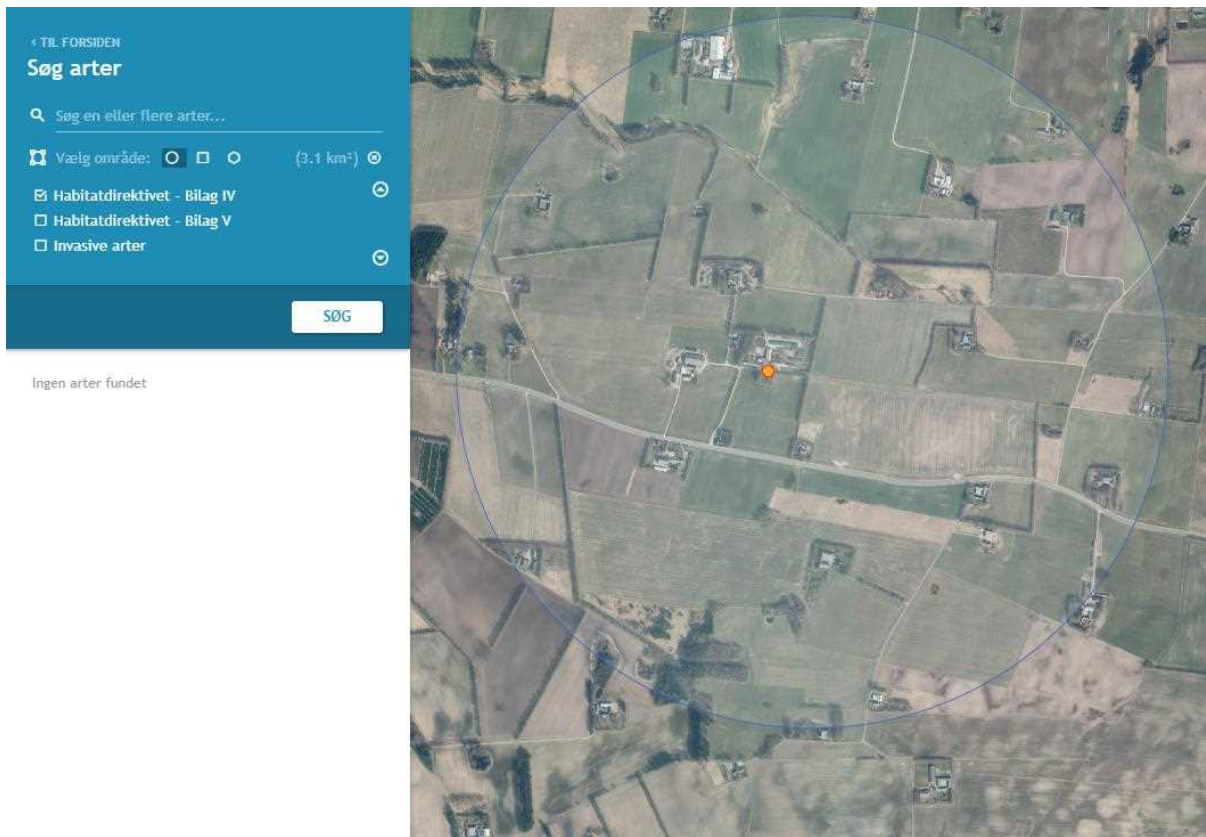 ‹ TIL FORSIDEN
Søg arter
Søg en eller flere arter...
Vælg område: (3.1 km²)
Habitatdirektivet - Bilag IV
Habitatdirektivet - Bilag V
Invasive arter
SØG
Ingen arter fundet